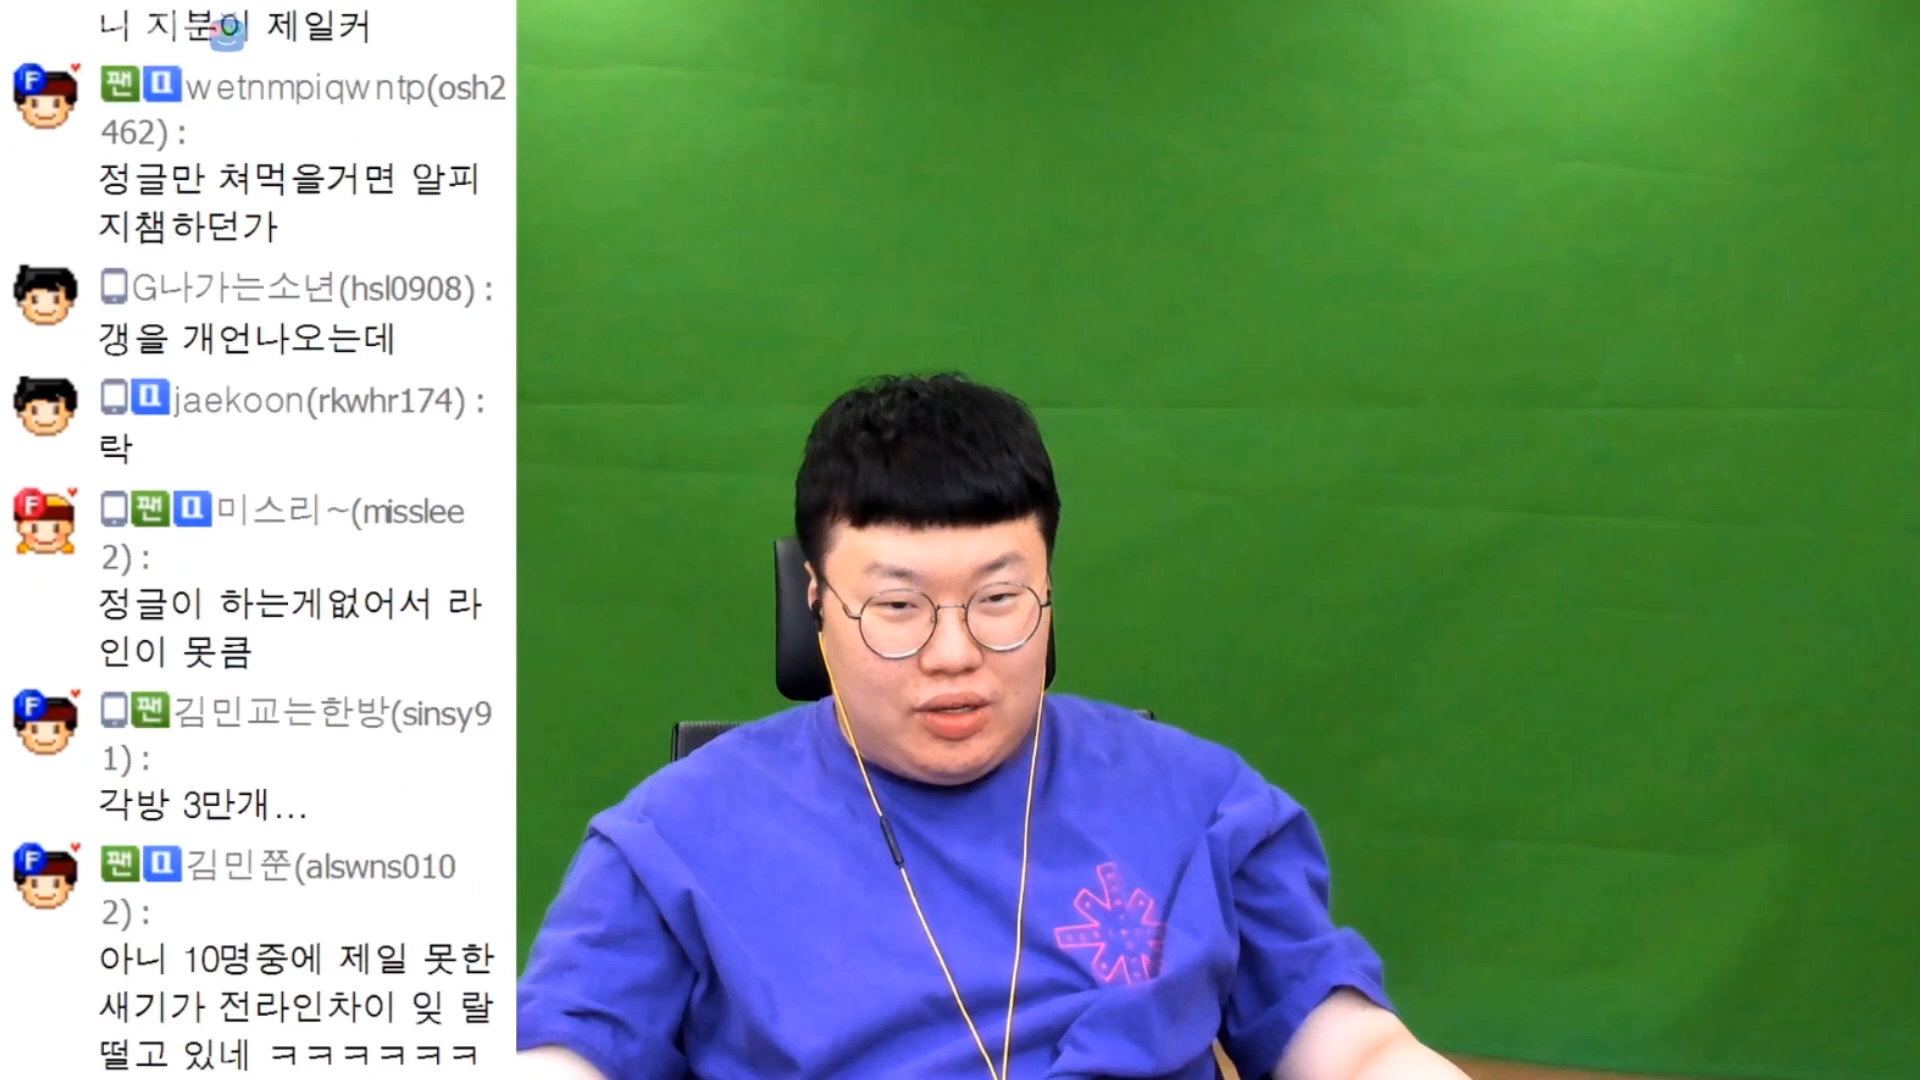 니 지분이 제일커
팬 wetnmpiqwntp(osh2
462) :
정글만 쳐먹을거면 알피
지챔하던가
G나가는소년(hsl0908) :
갱을 개언나오는데
jaekoon(rkwhr174) :
락
팬 미스리~(misslee
2) :
정글이 하는게없어서 라
인이 못큼
팬 김민교는한방(sinsy9
1) :
각방 3만개...
팬 김민쭌(alswns010
2) :
아니 10명중에 제일 못한
새기가 전라인차이 잊 랄
떨고 있네 ㅋㅋㅋㅋㅋㅋ